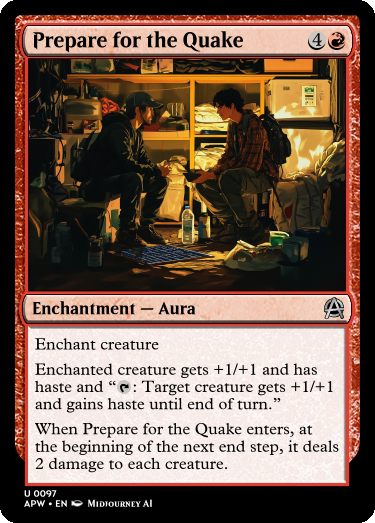 Prepare for the Quake 4
Enchantment — Aura
Enchant creature
Enchanted creature gets +1/+1 and has
haste and “: Target creature gets +1/+1
and gains haste until end of turn.”
When Prepare for the Quake enters, at
the beginning of the next end step, it deals
2 damage to each creature.
U 0097
APW • EN Midjourney AI